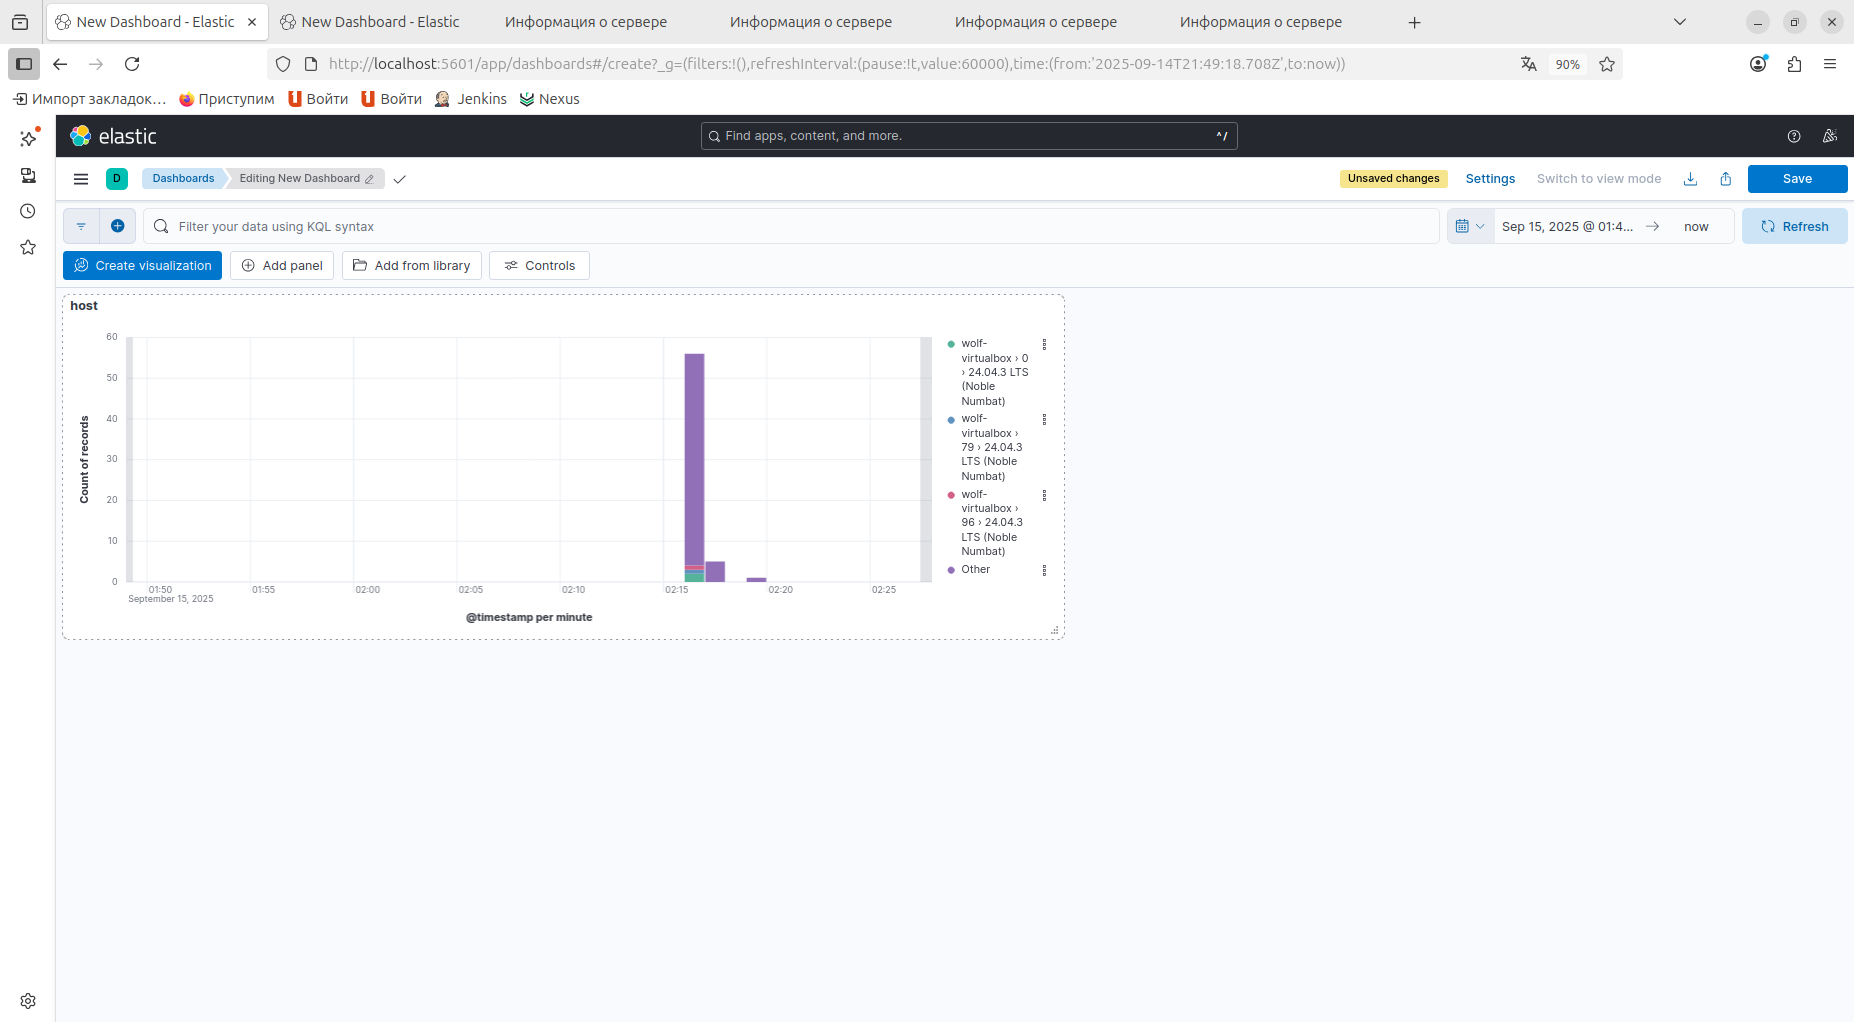 New Dashboard - Elastic
New Dashboard - Elastic
Информация о сервере
Информация о сервере
Информация о сервере
Информация о сервере
http://localhost:5601/app/dashboards#/create?_g=(filters:!(),refreshInterval:(pause:!t,value:60000),time:(from:'2025-09-14T21:49:18.708Z',to:now))
90%
Импорт закладок…
Приступим
Войти
Войти
Jenkins
Nexus
elastic
Find apps, content, and more.
^/
D
Dashboards
Editing New Dashboard
Unsaved changes
Settings
Switch to view mode
Save
Filter your data using KQL syntax
Sep 15, 2025 @ 01:4...
now
Refresh
Create visualization
Add panel
Add from library
Controls
host
60
50
40
30
20
10
0
Count of records
01:50
01:55
02:00
02:05
02:10
02:15
02:20
02:25
September 15, 2025
@timestamp per minute
wolf-
virtualbox › 0
› 24.04.3 LTS
(Noble
Numbat)
wolf-
virtualbox ›
79 › 24.04.3
LTS (Noble
Numbat)
wolf-
virtualbox ›
96 › 24.04.3
LTS (Noble
Numbat)
Other